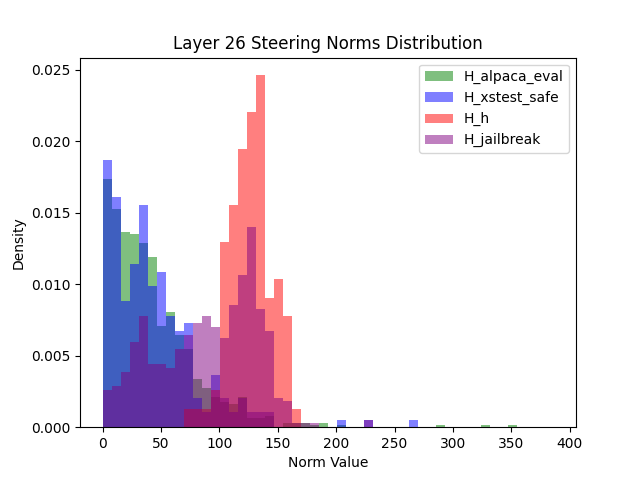 Layer 26 Steering Norms Distribution
H_alpaca_eval
H_xstest_safe
H_h
H_jailbreak
0.025
0.020
0.015
0.010
0.005
0.000
Density
0 50 100 150 200 250 300 350 400
Norm Value